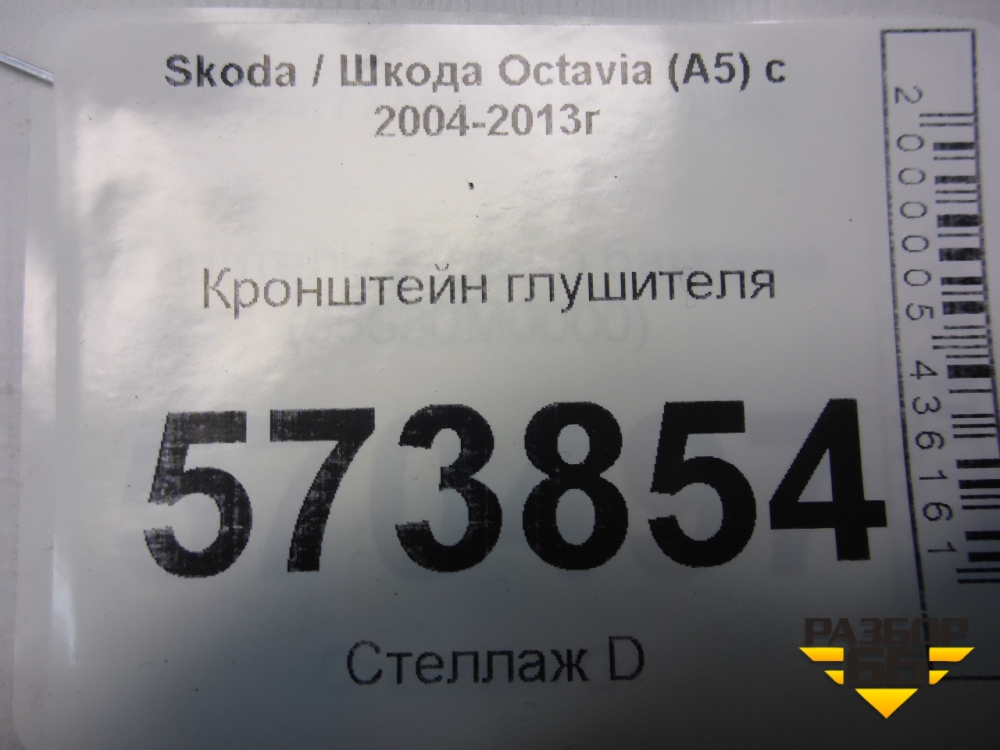 Skoda / Шкода Octavia (A5) с
2004-2013г
Кронштейн глушителя
573854
Стеллаж D
2000005436161
РАЗБОР
66